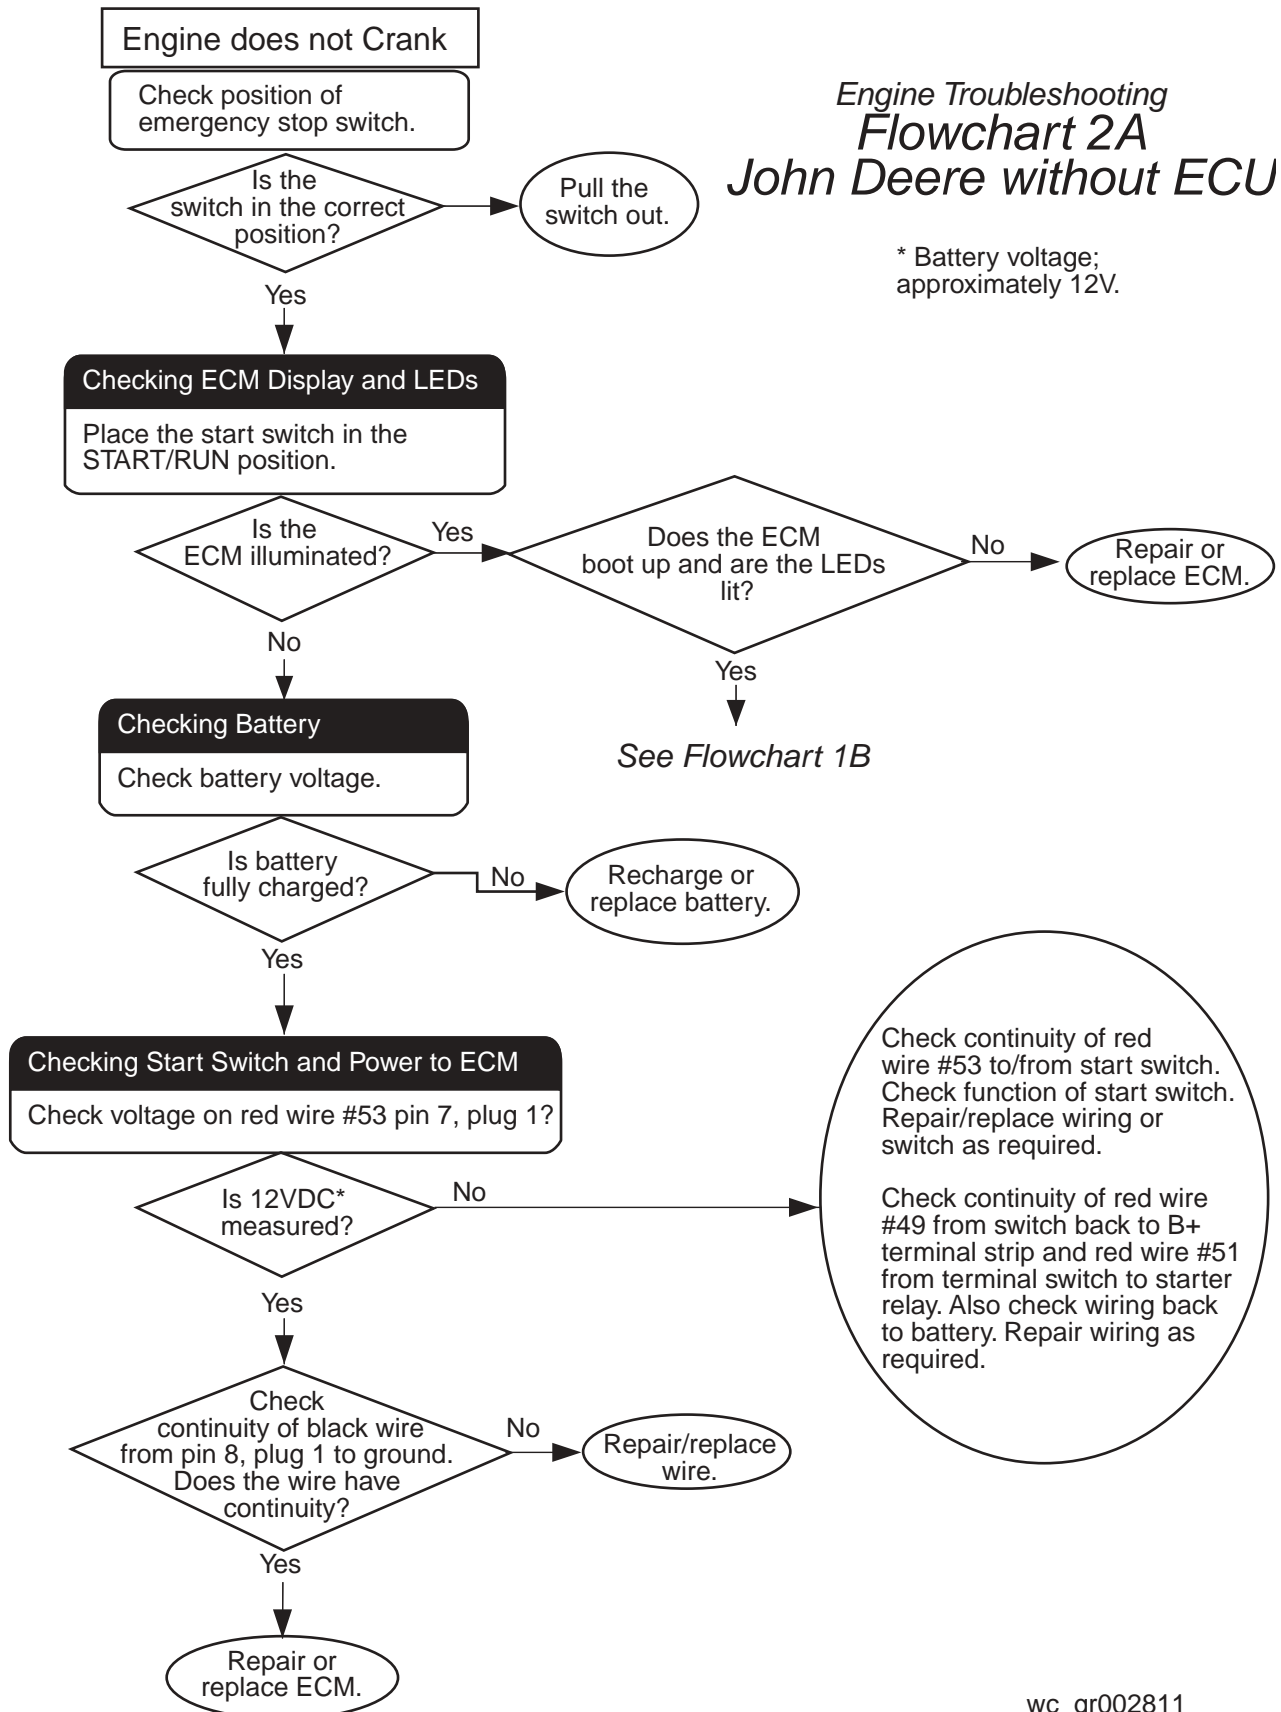 Engine does not Crank
Check position of
emergency stop switch.
Engine Troubleshooting
Flowchart 2A
John Deere without ECU
* Battery voltage;
approximately 12V.
Is the
switch in the correct
position?
Pull the
switch out.
Yes
Checking ECM Display and LEDs
Place the start switch in the
START/RUN position.
Is the
ECM illuminated?
Yes
Does the ECM
boot up and are the LEDs
lit?
No
Repair or
replace ECM.
No
Yes
See Flowchart 1B
Checking Battery
Check battery voltage.
Is battery
fully charged?
No
Recharge or
replace battery.
Yes
Checking Start Switch and Power to ECM
Check voltage on red wire #53 pin 7, plug 1?
Is 12VDC*
measured?
No
Check continuity of red
wire #53 to/from start switch.
Check function of start switch.
Repair/replace wiring or
switch as required.
Check continuity of red wire
#49 from switch back to B+
terminal strip and red wire #51
from terminal switch to starter
relay. Also check wiring back
to battery. Repair wiring as
required.
Yes
Check
continuity of black wire
from pin 8, plug 1 to ground.
Does the wire have
continuity?
No
Repair/replace
wire.
Yes
Repair or
replace ECM.
wc_gr002811